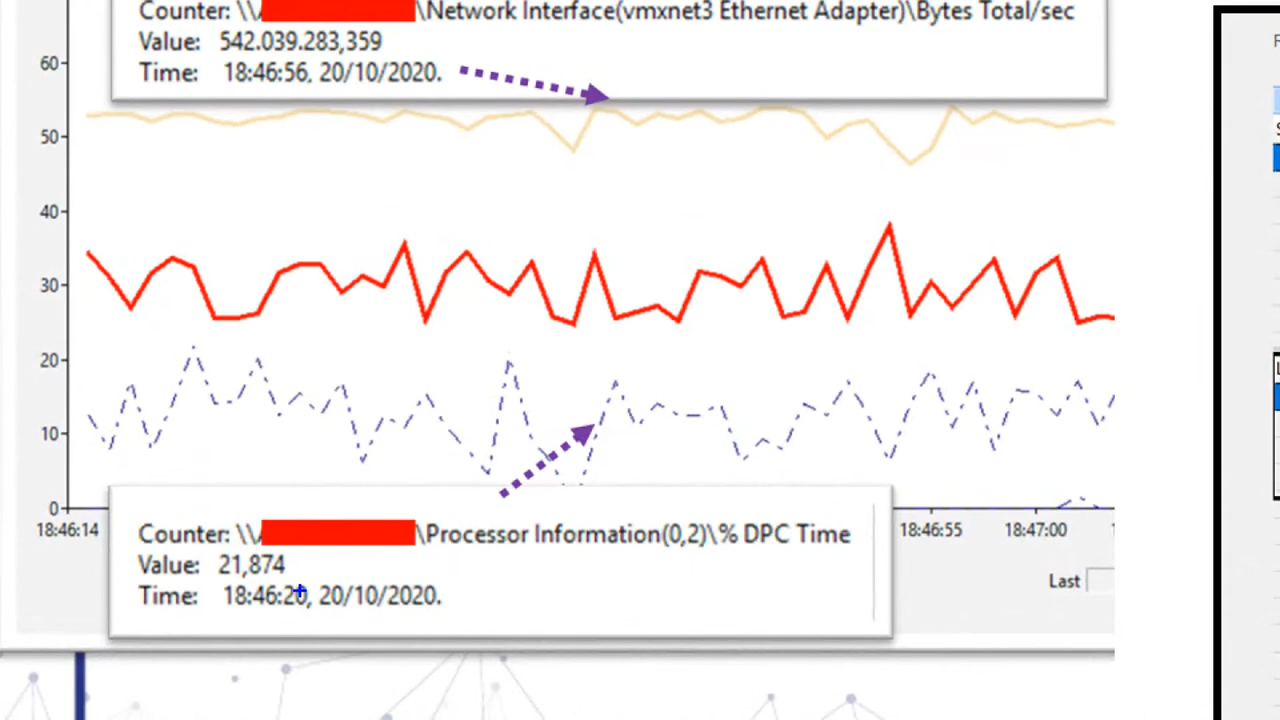 Counter: \\ \Network Interface(vmxnet3 Ethernet Adapter)\Bytes Total/sec
Value: 542.039.283,359
Time: 18:46:56, 20/10/2020.
60
50
40
30
20
10
0
18:46:14
18:46:55
18:47:00
Counter: \\ \Processor Information(0,2)\% DPC Time
Value: 21,874
Time: 18:46:20, 20/10/2020.
Last